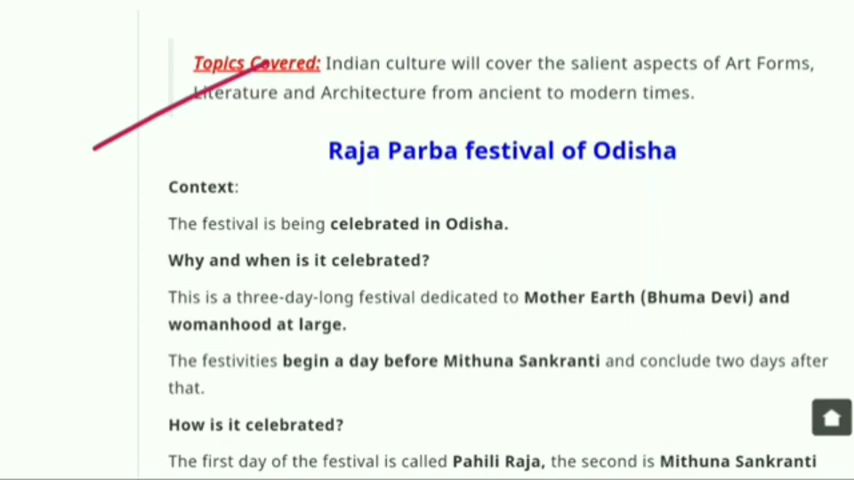 Topics Covered: Indian culture will cover the salient aspects of Art Forms,
Literature and Architecture from ancient to modern times.
Raja Parba festival of Odisha
Context:
The festival is being celebrated in Odisha.
Why and when is it celebrated?
This is a three-day-long festival dedicated to Mother Earth (Bhuma Devi) and
womanhood at large.
The festivities begin a day before Mithuna Sankranti and conclude two days after
that.
How is it celebrated?
The first day of the festival is called Pahili Raja, the second is Mithuna Sankranti